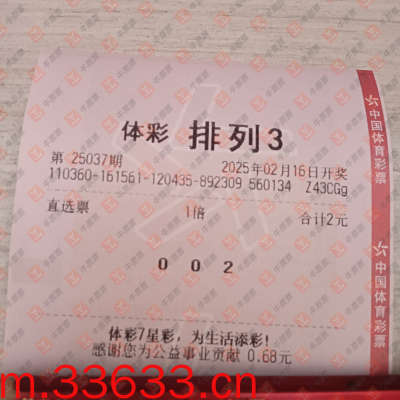 体彩 排列3
第 25037期 2025年02月16日开奖
110360-161561-120435-892309 560134 Z43CGg
直选票 1倍 合计2元
0 0 2
体彩7星彩，为生活添彩！
感谢您为公益事业贡献 0.68元
中国体育彩票
中国体育彩票
m.33633.cn